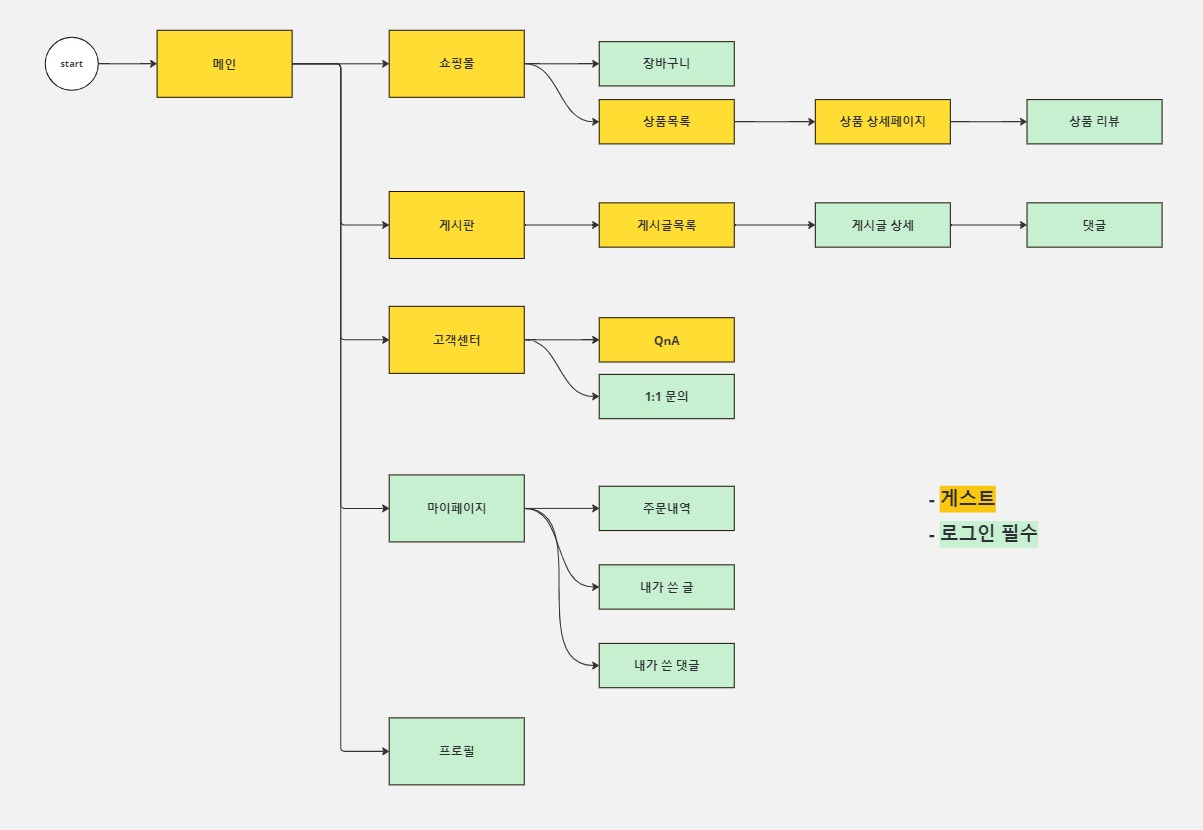 start
메인
쇼핑몰
장바구니
상품목록
상품 상세페이지
상품 리뷰
게시판
게시글목록
게시글 상세
댓글
고객센터
QnA
1:1 문의
마이페이지
주문내역
내가 쓴 글
내가 쓴 댓글
프로필
- 게스트
- 로그인 필수